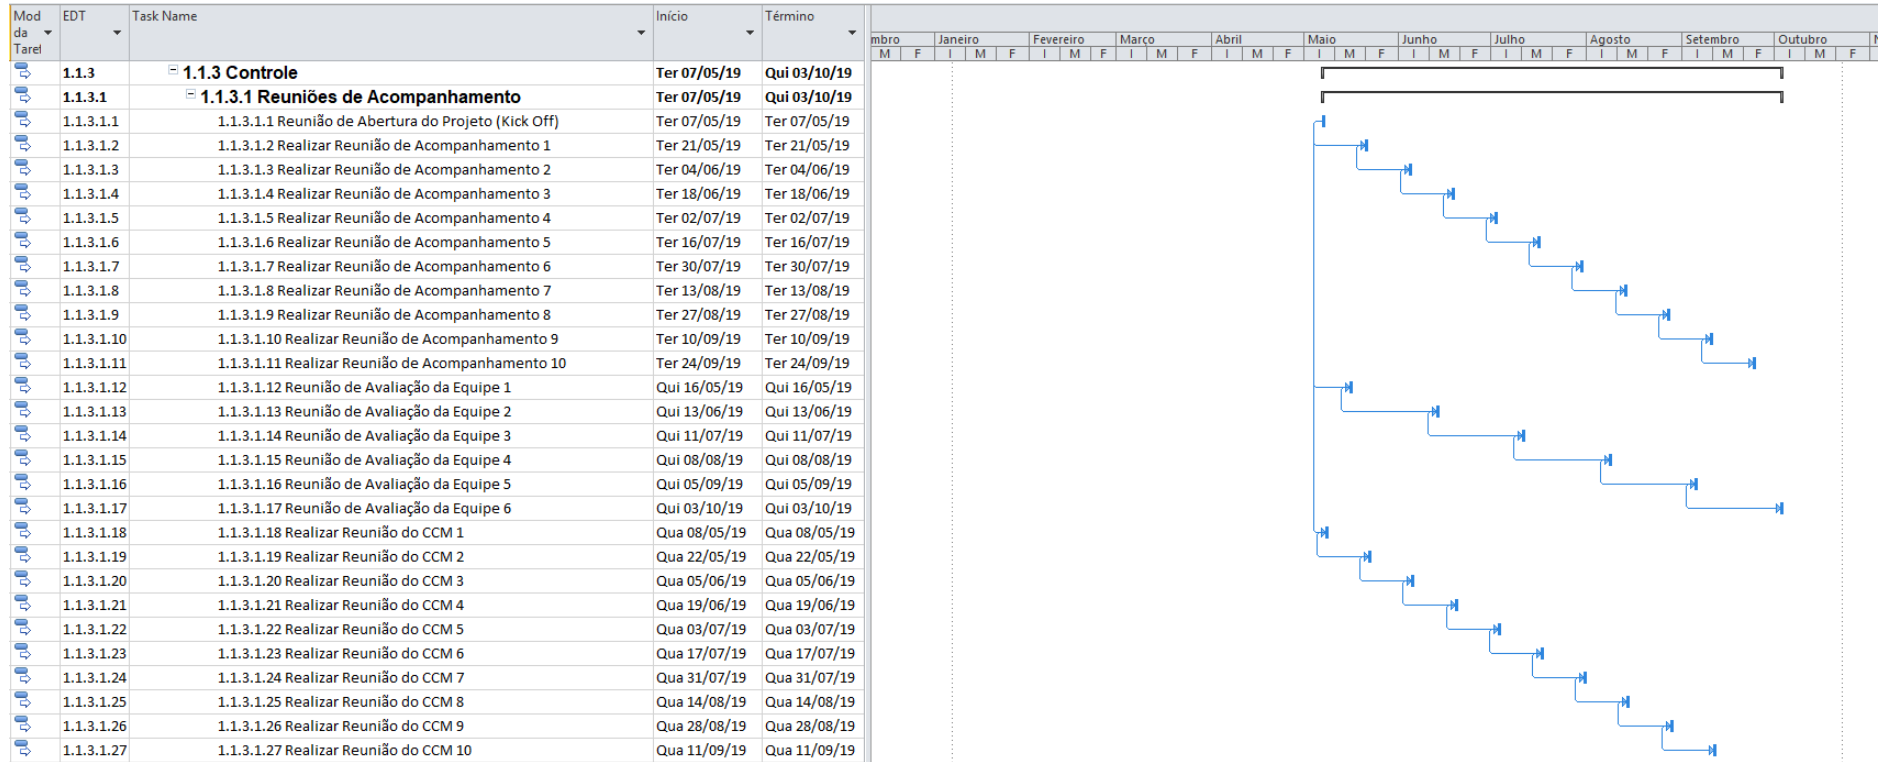 Mod da Taref EDT Task Name Início Término
mbro Janeiro Fevereiro Março Abril Maio Junho Julho Agosto Setembro Outubro N
M F I M F I M F I M F I M F I M F I M F I M F I M F I M F I M F
1.1.3 1.1.3 Controle Ter 07/05/19 Qui 03/10/19
1.1.3.1 1.1.3.1 Reuniões de Acompanhamento Ter 07/05/19 Qui 03/10/19
1.1.3.1.1 1.1.3.1.1 Reunião de Abertura do Projeto (Kick Off) Ter 07/05/19 Ter 07/05/19
1.1.3.1.2 1.1.3.1.2 Realizar Reunião de Acompanhamento 1 Ter 21/05/19 Ter 21/05/19
1.1.3.1.3 1.1.3.1.3 Realizar Reunião de Acompanhamento 2 Ter 04/06/19 Ter 04/06/19
1.1.3.1.4 1.1.3.1.4 Realizar Reunião de Acompanhamento 3 Ter 18/06/19 Ter 18/06/19
1.1.3.1.5 1.1.3.1.5 Realizar Reunião de Acompanhamento 4 Ter 02/07/19 Ter 02/07/19
1.1.3.1.6 1.1.3.1.6 Realizar Reunião de Acompanhamento 5 Ter 16/07/19 Ter 16/07/19
1.1.3.1.7 1.1.3.1.7 Realizar Reunião de Acompanhamento 6 Ter 30/07/19 Ter 30/07/19
1.1.3.1.8 1.1.3.1.8 Realizar Reunião de Acompanhamento 7 Ter 13/08/19 Ter 13/08/19
1.1.3.1.9 1.1.3.1.9 Realizar Reunião de Acompanhamento 8 Ter 27/08/19 Ter 27/08/19
1.1.3.1.10 1.1.3.1.10 Realizar Reunião de Acompanhamento 9 Ter 10/09/19 Ter 10/09/19
1.1.3.1.11 1.1.3.1.11 Realizar Reunião de Acompanhamento 10 Ter 24/09/19 Ter 24/09/19
1.1.3.1.12 1.1.3.1.12 Reunião de Avaliação da Equipe 1 Qui 16/05/19 Qui 16/05/19
1.1.3.1.13 1.1.3.1.13 Reunião de Avaliação da Equipe 2 Qui 13/06/19 Qui 13/06/19
1.1.3.1.14 1.1.3.1.14 Reunião de Avaliação da Equipe 3 Qui 11/07/19 Qui 11/07/19
1.1.3.1.15 1.1.3.1.15 Reunião de Avaliação da Equipe 4 Qui 08/08/19 Qui 08/08/19
1.1.3.1.16 1.1.3.1.16 Reunião de Avaliação da Equipe 5 Qui 05/09/19 Qui 05/09/19
1.1.3.1.17 1.1.3.1.17 Reunião de Avaliação da Equipe 6 Qui 03/10/19 Qui 03/10/19
1.1.3.1.18 1.1.3.1.18 Realizar Reunião do CCM 1 Qua 08/05/19 Qua 08/05/19
1.1.3.1.19 1.1.3.1.19 Realizar Reunião do CCM 2 Qua 22/05/19 Qua 22/05/19
1.1.3.1.20 1.1.3.1.20 Realizar Reunião do CCM 3 Qua 05/06/19 Qua 05/06/19
1.1.3.1.21 1.1.3.1.21 Realizar Reunião do CCM 4 Qua 19/06/19 Qua 19/06/19
1.1.3.1.22 1.1.3.1.22 Realizar Reunião do CCM 5 Qua 03/07/19 Qua 03/07/19
1.1.3.1.23 1.1.3.1.23 Realizar Reunião do CCM 6 Qua 17/07/19 Qua 17/07/19
1.1.3.1.24 1.1.3.1.24 Realizar Reunião do CCM 7 Qua 31/07/19 Qua 31/07/19
1.1.3.1.25 1.1.3.1.25 Realizar Reunião do CCM 8 Qua 14/08/19 Qua 14/08/19
1.1.3.1.26 1.1.3.1.26 Realizar Reunião do CCM 9 Qua 28/08/19 Qua 28/08/19
1.1.3.1.27 1.1.3.1.27 Realizar Reunião do CCM 10 Qua 11/09/19 Qua 11/09/19